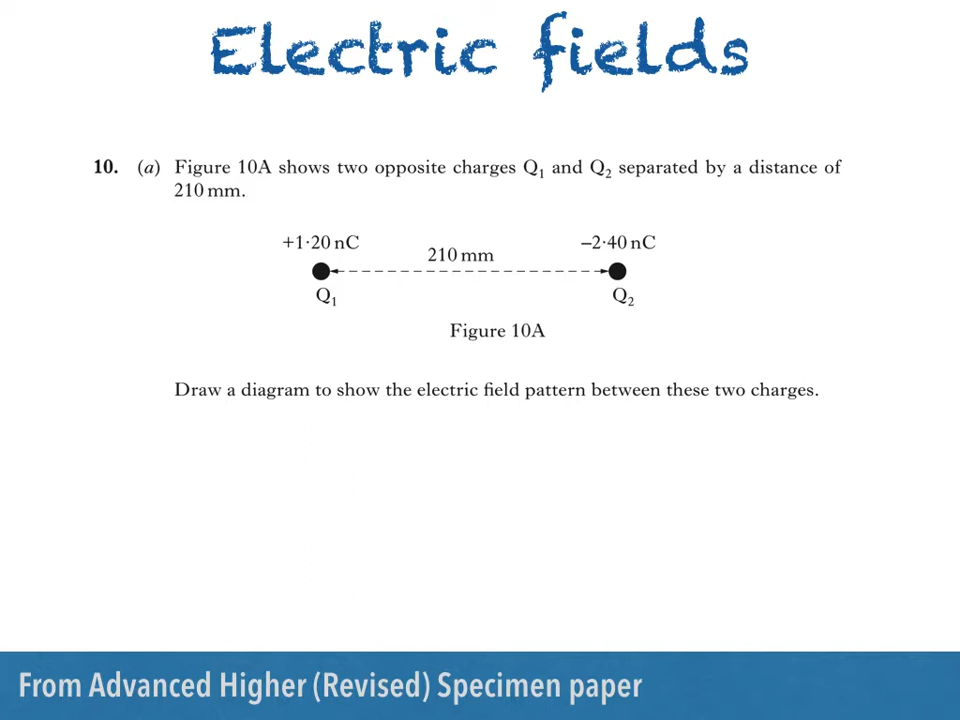 Electric fields
10. (a) Figure 10A shows two opposite charges Q₁ and Q₂ separated by a distance of
210 mm.
+1·20 nC –2·40 nC
210 mm
Q₁ Q₂
Figure 10A
Draw a diagram to show the electric field pattern between these two charges.
From Advanced Higher (Revised) Specimen paper